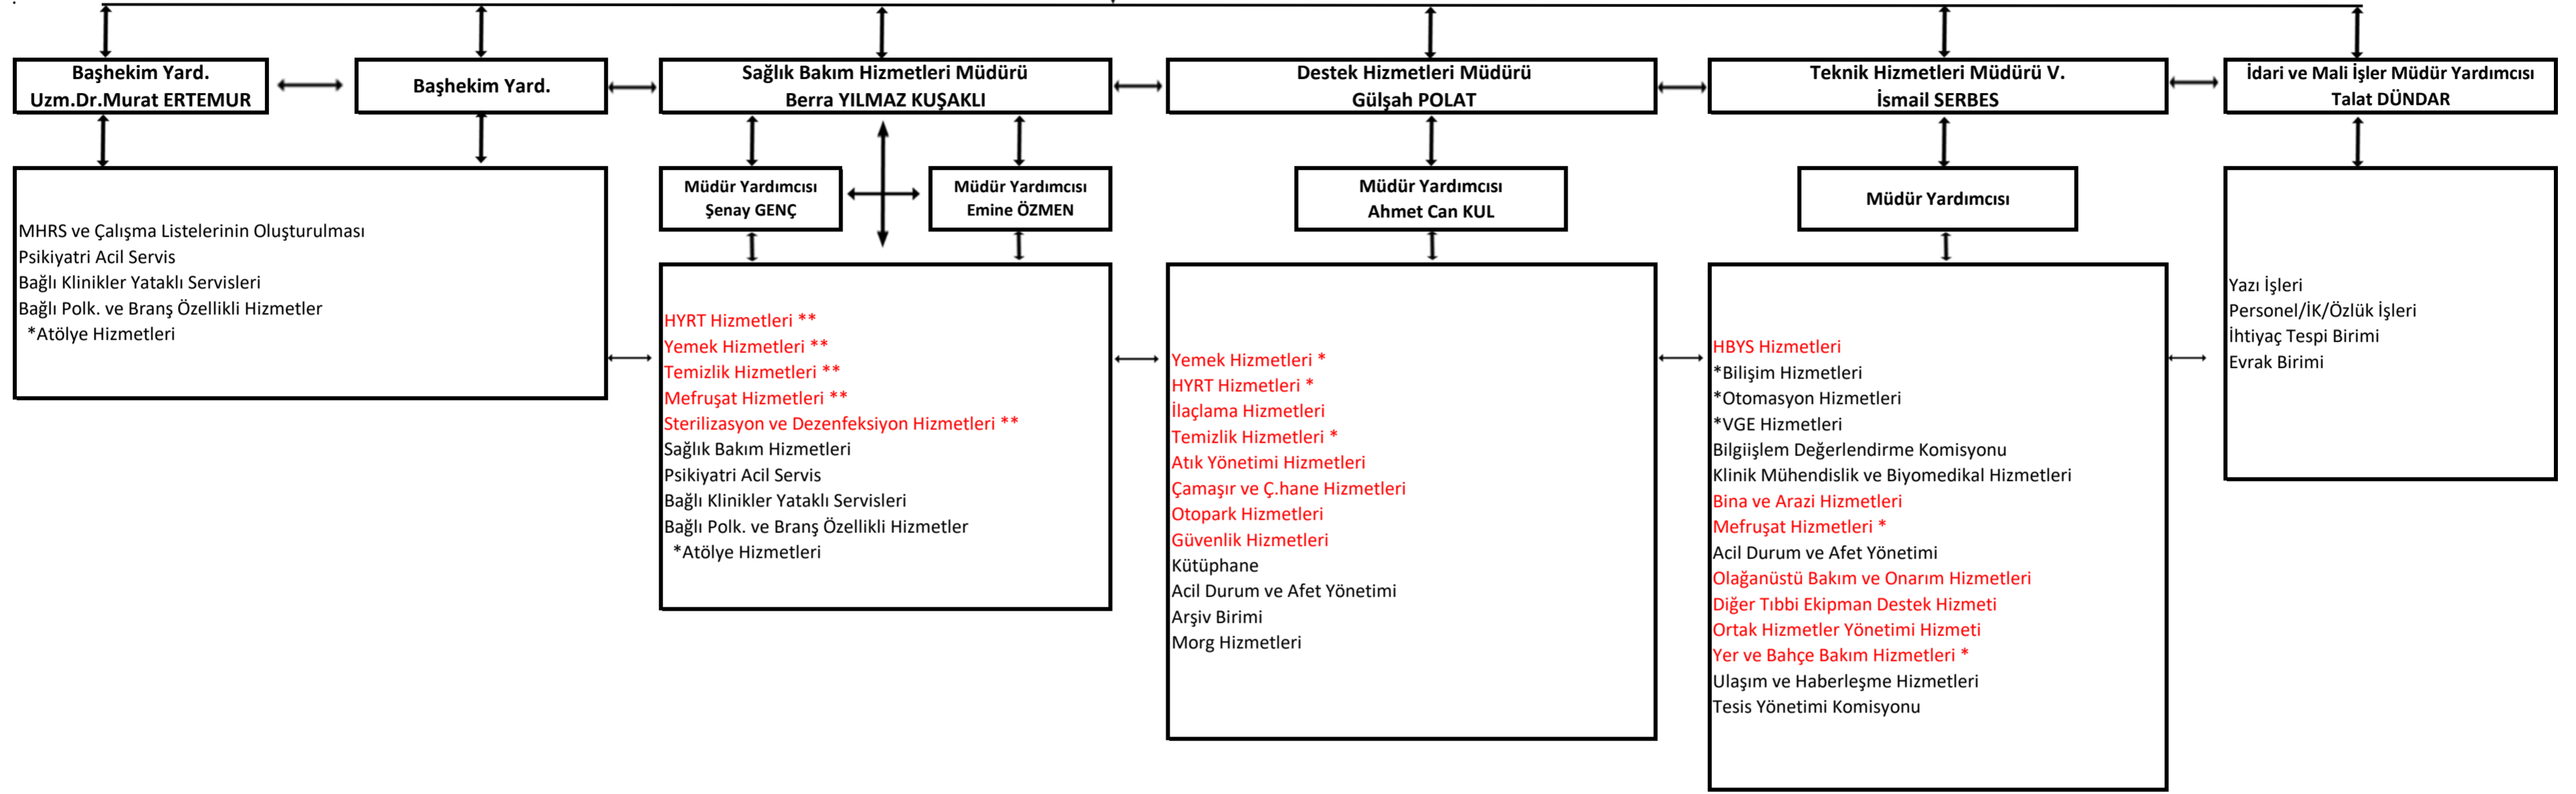 Başhekim Yard.
Uzm.Dr.Murat ERTEMUR
Başhekim Yard.
Sağlık Bakım Hizmetleri Müdürü
Berra YILMAZ KUŞAKLI
Destek Hizmetleri Müdürü
Gülşah POLAT
Teknik Hizmetleri Müdürü V.
İsmail SERBES
İdari ve Mali İşler Müdür Yardımcısı
Talat DÜNDAR
Müdür Yardımcısı
Şenay GENÇ
Müdür Yardımcısı
Emine ÖZMEN
Müdür Yardımcısı
Ahmet Can KUL
Müdür Yardımcısı
MHRS ve Çalışma Listelerinin Oluşturulması
Psikiyatri Acil Servis
Bağlı Klinikler Yataklı Servisleri
Bağlı Polk. ve Branş Özellikli Hizmetler
*Atölye Hizmetleri
HYRT Hizmetleri **
Yemek Hizmetleri **
Temizlik Hizmetleri **
Mefruşat Hizmetleri **
Sterilizasyon ve Dezenfeksiyon Hizmetleri **
Sağlık Bakım Hizmetleri
Psikiyatri Acil Servis
Bağlı Klinikler Yataklı Servisleri
Bağlı Polk. ve Branş Özellikli Hizmetler
*Atölye Hizmetleri
Yemek Hizmetleri *
HYRT Hizmetleri *
İlaçlama Hizmetleri
Temizlik Hizmetleri *
Atık Yönetimi Hizmetleri
Çamaşır ve Ç.hane Hizmetleri
Otopark Hizmetleri
Güvenlik Hizmetleri
Kütüphane
Acil Durum ve Afet Yönetimi
Arşiv Birimi
Morg Hizmetleri
HBYS Hizmetleri
*Bilişim Hizmetleri
*Otomasyon Hizmetleri
*VGE Hizmetleri
Bilgiişlem Değerlendirme Komisyonu
Klinik Mühendislik ve Biyomedikal Hizmetleri
Bina ve Arazi Hizmetleri
Mefruşat Hizmetleri *
Acil Durum ve Afet Yönetimi
Olağanüstü Bakım ve Onarım Hizmetleri
Diğer Tıbbi Ekipman Destek Hizmeti
Ortak Hizmetler Yönetimi Hizmeti
Yer ve Bahçe Bakım Hizmetleri *
Ulaşım ve Haberleşme Hizmetleri
Tesis Yönetimi Komisyonu
Yazı İşleri
Personel/İK/Özlük İşleri
İhtiyaç Tespi Birimi
Evrak Birimi